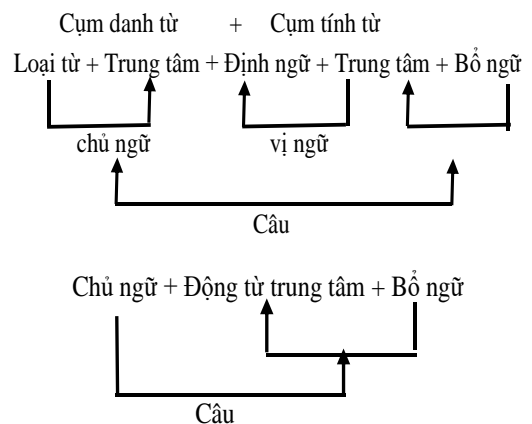 Cụm danh từ + Cụm tính từ
Loại từ + Trung tâm + Định ngữ + Trung tâm + Bổ ngữ
chủ ngữ vị ngữ
Câu
Chủ ngữ + Động từ trung tâm + Bổ ngữ
Câu